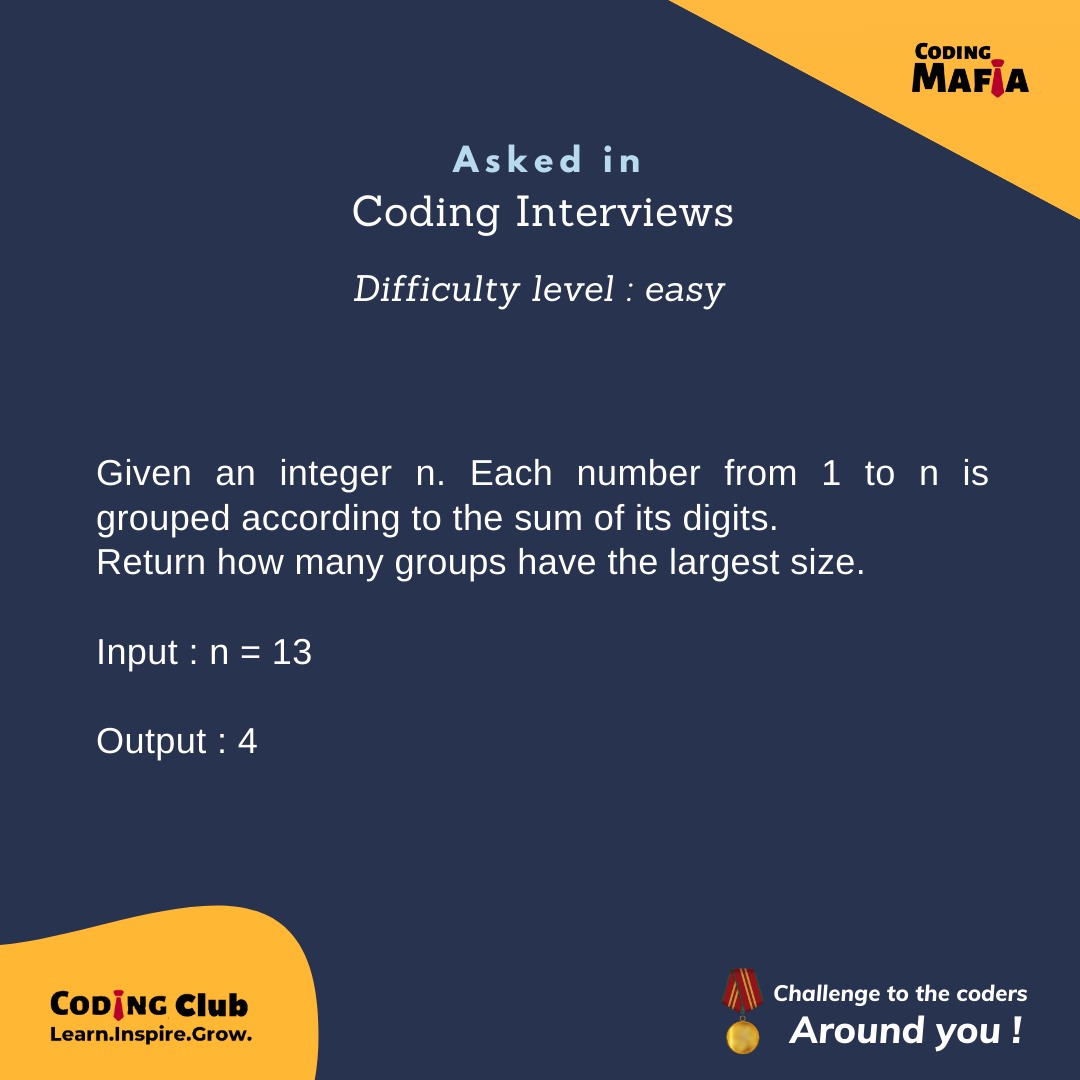 CODING
MAFIA
Asked in
Coding Interviews
Difficulty level : easy
Given an integer n. Each number from 1 to n is
grouped according to the sum of its digits.
Return how many groups have the largest size.
Input : n = 13
Output : 4
CODING Club
Learn.Inspire.Grow.
Challenge to the coders
Around you !